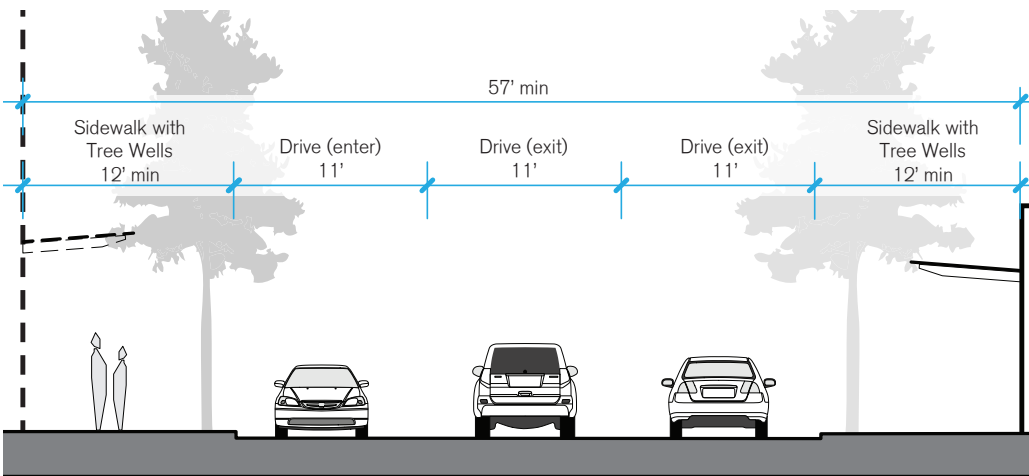 57’ min
Sidewalk with
Tree Wells
12’ min
Drive (enter)
11’
Drive (exit)
11’
Drive (exit)
11’
Sidewalk with
Tree Wells
12’ min